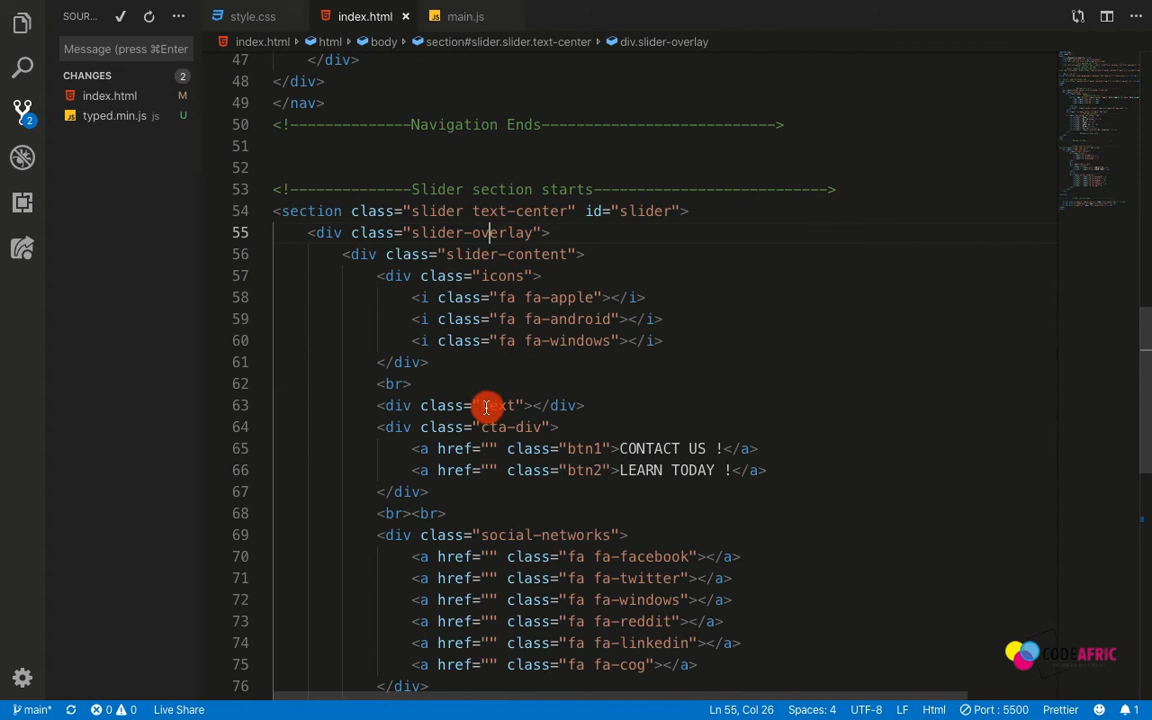 SOUR...
style.css
index.html
main.js
Message (press ⌘Enter
CHANGES 2
index.html M
typed.min.js U
2
index.html > html > body > section#slider.slider.text-center > div.slider-overlay
47 </div>
48 </div>
49 </nav>
50 <!--------------Navigation Ends--------------------------->
51
52
53 <!--------------Slider section starts--------------------------->
54 <section class="slider text-center" id="slider">
55 <div class="slider-overlay">
56 <div class="slider-content">
57 <div class="icons">
58 <i class="fa fa-apple"></i>
59 <i class="fa fa-android"></i>
60 <i class="fa fa-windows"></i>
61 </div>
62 <br>
63 <div class="text"></div>
64 <div class="cta-div">
65 <a href="" class="btn1">CONTACT US !</a>
66 <a href="" class="btn2">LEARN TODAY !</a>
67 </div>
68 <br><br>
69 <div class="social-networks">
70 <a href="" class="fa fa-facebook"></a>
71 <a href="" class="fa fa-twitter"></a>
72 <a href="" class="fa fa-windows"></a>
73 <a href="" class="fa fa-reddit"></a>
74 <a href="" class="fa fa-linkedin"></a>
75 <a href="" class="fa fa-cog"></a>
76 </div>
CODEAFRIC
main* 0 0 Live Share Ln 55, Col 26 Spaces: 4 UTF-8 LF Html Port : 5500 Prettier 1